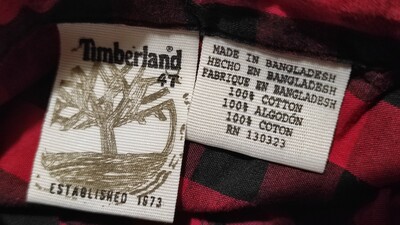 Timberland
4T
ESTABLISHED 1973
MADE IN BANGLADESH
HECHO EN BANGLADESH
FABRIQUE EN BANGLADESH
100% COTTON
100% ALGODÓN
100% COTON
RN 130323